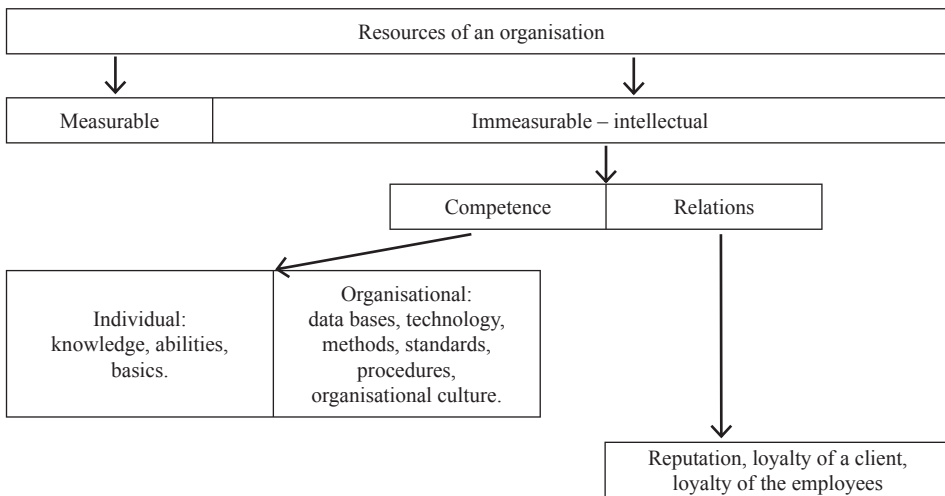 Resources of an organisation
Measurable
Immeasurable – intellectual
Competence
Relations
Individual:
knowledge, abilities,
basics.
Organisational:
data bases, technology,
methods, standards,
procedures,
organisational culture.
Reputation, loyalty of a client,
loyalty of the employees